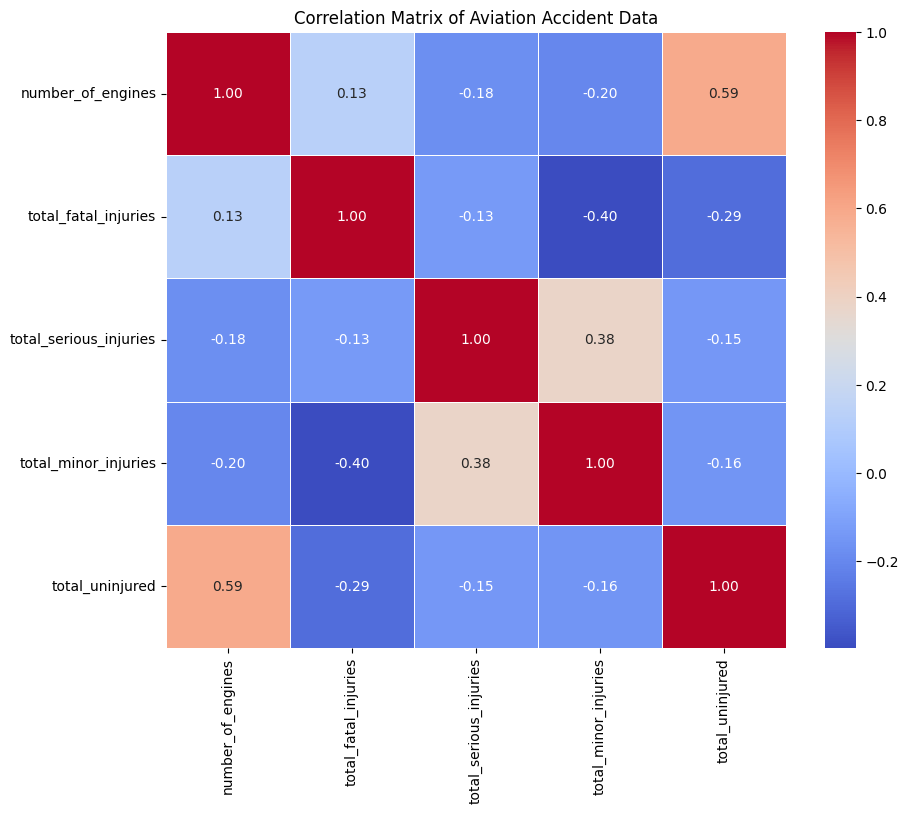 Correlation Matrix of Aviation Accident Data
number_of_engines 1.00 0.13 -0.18 -0.20 0.59
total_fatal_injuries 0.13 1.00 -0.13 -0.40 -0.29
total_serious_injuries -0.18 -0.13 1.00 0.38 -0.15
total_minor_injuries -0.20 -0.40 0.38 1.00 -0.16
total_uninjured 0.59 -0.29 -0.15 -0.16 1.00
number_of_engines
total_fatal_injuries
total_serious_injuries
total_minor_injuries
total_uninjured
1.0
0.8
0.6
0.4
0.2
0.0
-0.2